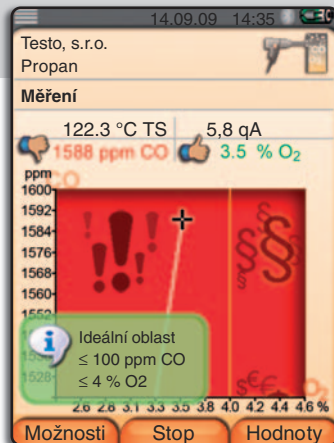 14.09.09 14:35
Testo, s.r.o.
Propan
Měření
122.3 °C TS 5,8 qA
1588 ppm CO 3.5 % O₂
ppm
CO
1600
1592
1584
1576
1568
1560
1552
1528
!!!
§§§
Ideální oblast
≤ 100 ppm CO
≤ 4 % O2
s€£
2.6 2.8 3.1 3.3 3.5 3.8 4.0 4.2 4.4 4.6 %
Možnosti Stop Hodnoty